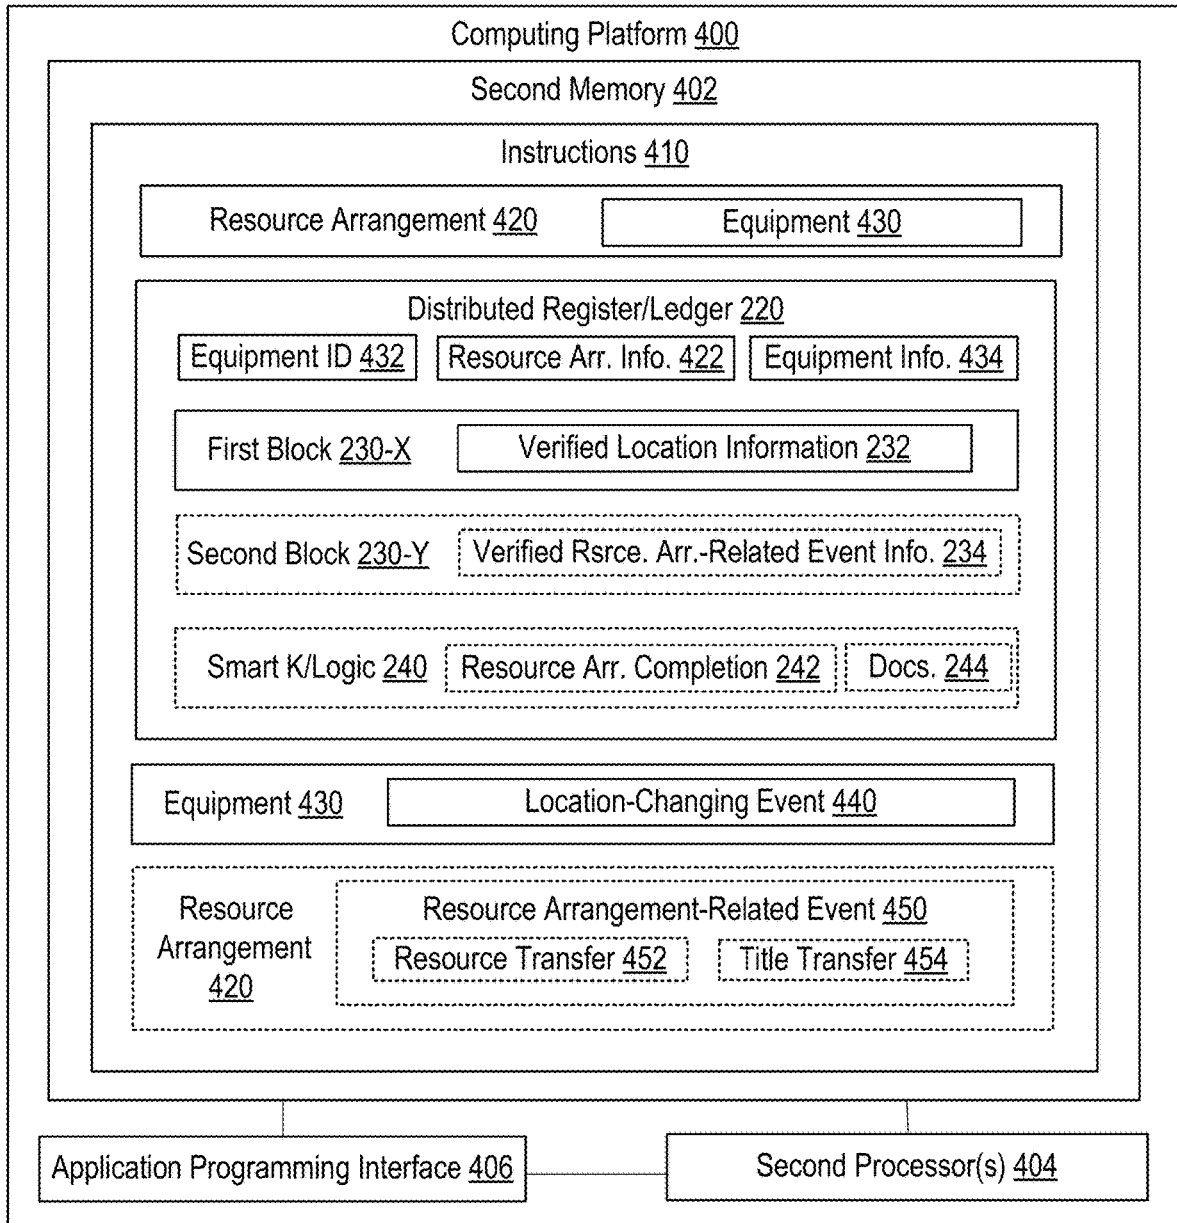 Computing Platform 400
Second Memory 402
Instructions 410
Resource Arrangement 420 Equipment 430
Distributed Register/Ledger 220
Equipment ID 432 Resource Arr. Info. 422 Equipment Info. 434
First Block 230-X Verified Location Information 232
Second Block 230-Y Verified Rsrce. Arr.-Related Event Info. 234
Smart K/Logic 240 Resource Arr. Completion 242 Docs. 244
Equipment 430 Location-Changing Event 440
Resource
Arrangement
420
Resource Arrangement-Related Event 450
Resource Transfer 452 Title Transfer 454
Application Programming Interface 406 Second Processor(s) 404